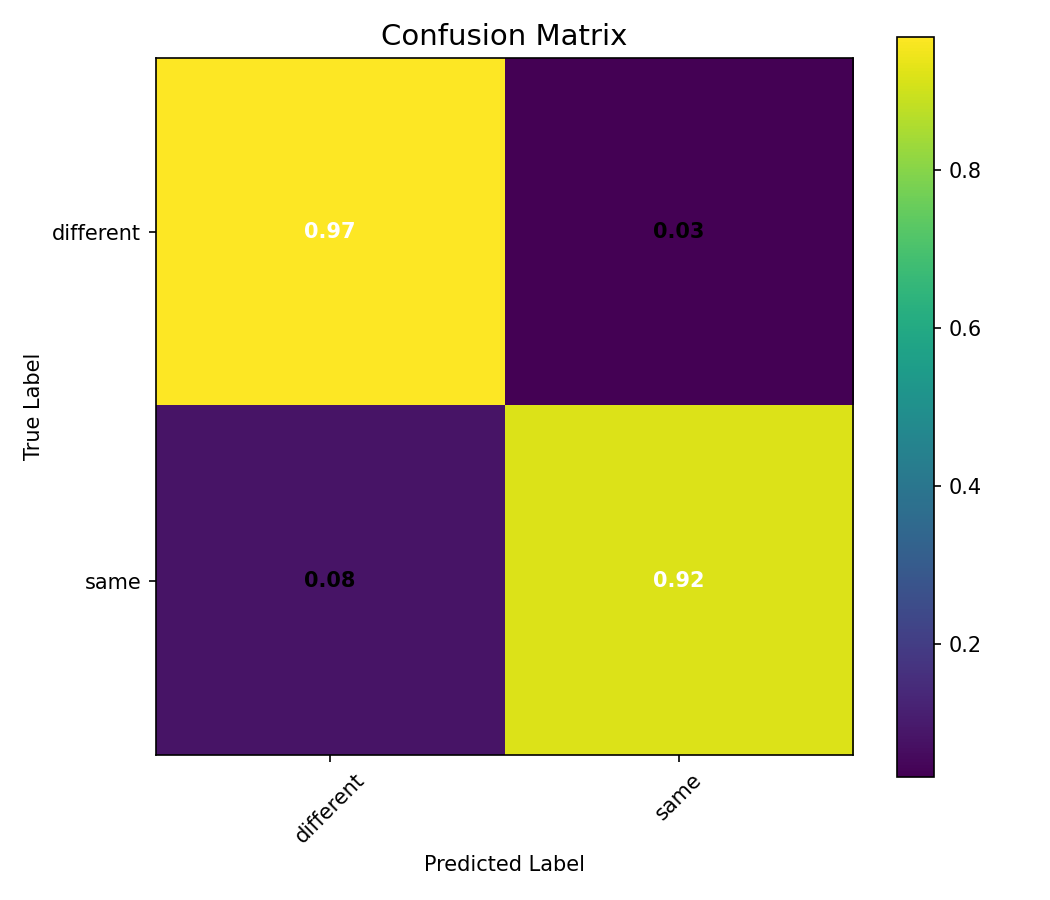 Confusion Matrix
different
0.97
0.03
0.8
0.6
True Label
0.4
same
0.08
0.92
0.2
different
same
Predicted Label